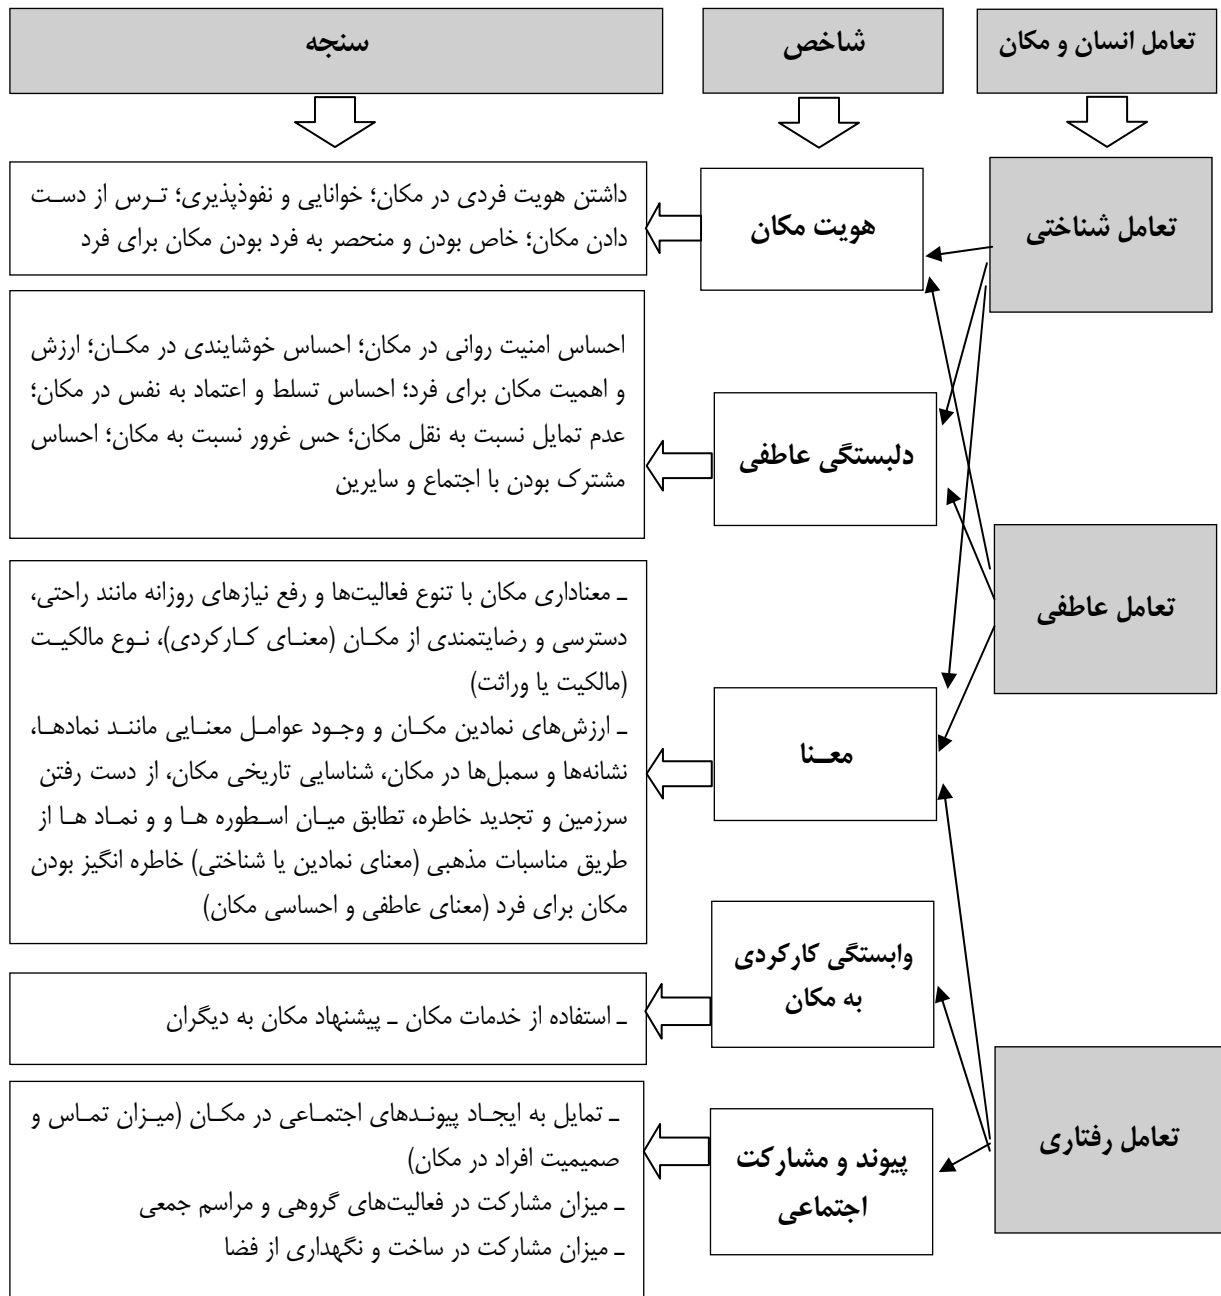 تعامل انسان و مکان
شاخص
سنجه
تعامل شناختی
هویت مکان
داشتن هویت فردی در مکان؛ خوانایی و نفوذپذیری؛ تـرس از دسـت
دادن مکان؛ خاص بودن و منحصر به فرد بودن مکان برای فرد
دلبستگی عاطفی
احساس امنیت روانی در مکان؛ احساس خوشایندی در مکـان؛ ارزش
و اهمیت مکان برای فرد؛ احساس تسلط و اعتماد به نفس در مکان؛
عدم تمایل نسبت به نقل مکان؛ حس غرور نسبت به مکان؛ احساس
مشترک بودن با اجتماع و سایرین
تعامل عاطفی
معـنا
ـ معناداری مکان با تنوع فعالیت‌ها و رفع نیازهای روزانه مانند راحتی،
دسترسی و رضایتمندی از مکـان (معنـای کـارکردی)، نـوع مالکیـت
(مالکیت یا وراثت)
ـ ارزش‌های نمادین مکـان و وجـود عوامـل معنـایی ماننـد نمادهـا،
نشانه‌ها و سمبل‌ها در مکان، شناسایی تاریخی مکان، از دست رفتن
سرزمین و تجدید خاطره، تطابق میـان اسـطوره هـا و و نمـاد هـا از
طریق مناسبات مذهبی (معنای نمادین یا شناختی) خاطره انگیز بودن
مکان برای فرد (معنای عاطفی و احساسی مکان)
وابستگی کارکردی
به مکان
ـ استفاده از خدمات مکان ـ پیشنهاد مکان به دیگران
تعامل رفتاری
پیوند و مشارکت
اجتماعی
ـ تمایل به ایجـاد پیونـدهای اجتمـاعی در مکـان (میـزان تمـاس و
صمیمیت افراد در مکان)
ـ میزان مشارکت در فعالیت‌های گروهی و مراسم جمعی
ـ میزان مشارکت در ساخت و نگهداری از فضا